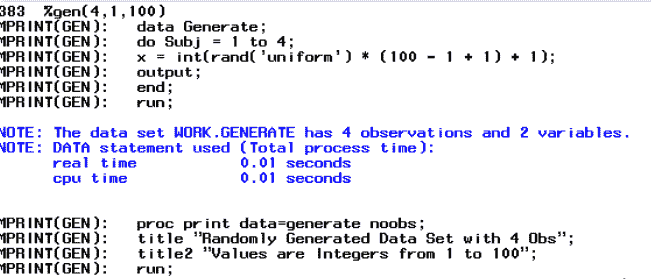 383 %gen(4,1,100)
MPRINT(GEN): data Generate;
MPRINT(GEN): do Subj = 1 to 4;
MPRINT(GEN): x = int(rand('uniform') * (100 - 1 + 1) + 1);
MPRINT(GEN): output;
MPRINT(GEN): end;
MPRINT(GEN): run;
NOTE: The data set WORK.GENERATE has 4 observations and 2 variables.
NOTE: DATA statement used (Total process time):
real time 0.01 seconds
cpu time 0.01 seconds
MPRINT(GEN): proc print data=generate noobs;
MPRINT(GEN): title "Randomly Generated Data Set with 4 Obs";
MPRINT(GEN): title2 "Values are Integers from 1 to 100";
MPRINT(GEN): run;